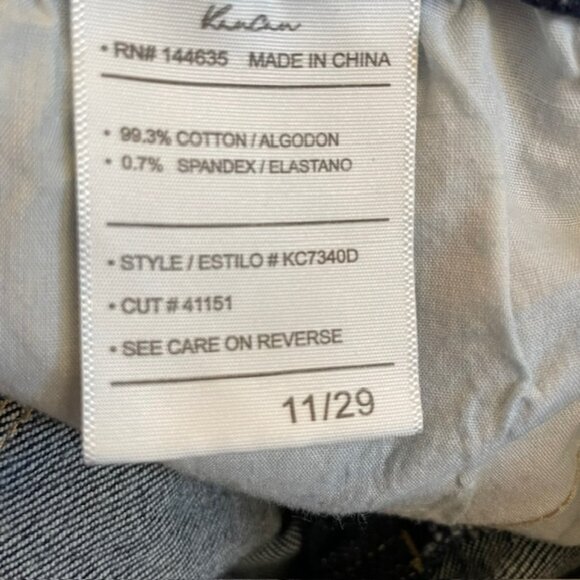 KanCan
• RN# 144635 MADE IN CHINA
• 99.3% COTTON / ALGODON
• 0.7% SPANDEX / ELASTANO
• STYLE / ESTILO # KC7340D
• CUT # 41151
• SEE CARE ON REVERSE
11/29